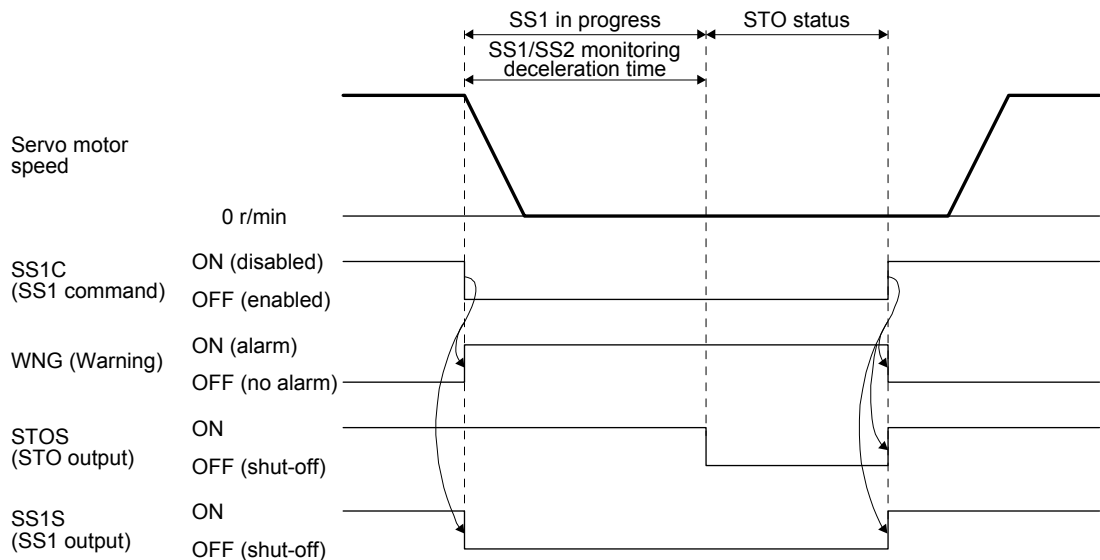 SS1 in progress
STO status
SS1/SS2 monitoring
deceleration time
Servo motor
speed
0 r/min
SS1C
(SS1 command)
ON (disabled)
OFF (enabled)
WNG (Warning)
ON (alarm)
OFF (no alarm)
STOS
(STO output)
ON
OFF (shut-off)
SS1S
(SS1 output)
ON
OFF (shut-off)